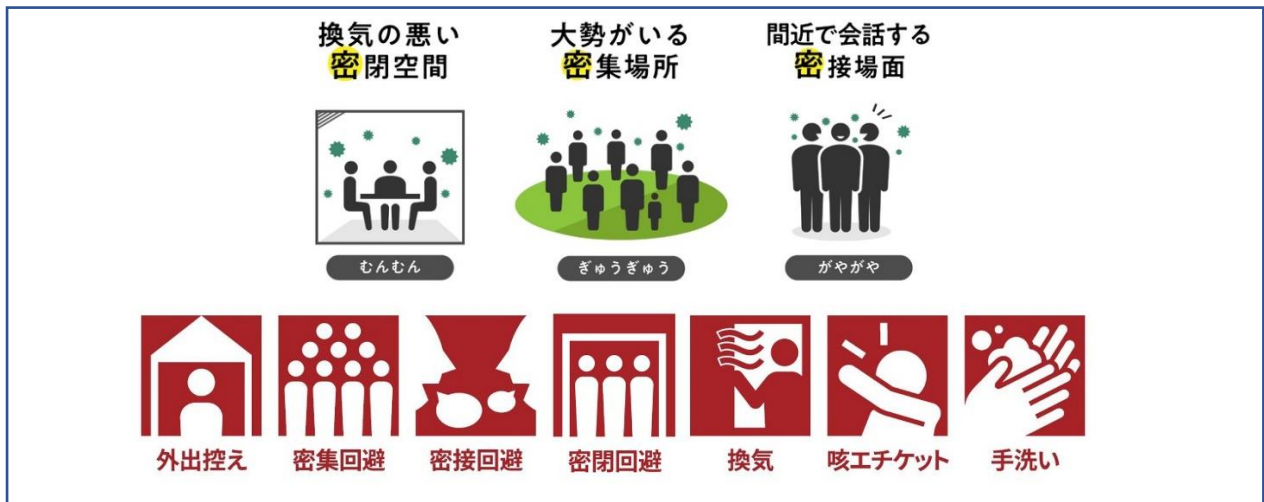 換気の悪い
密閉空間
大勢がいる
密集場所
間近で会話する
密接場面
むんむん
ぎゅうぎゅう
がやがや
外出控え
密集回避
密接回避
密閉回避
換気
咳エチケット
手洗い